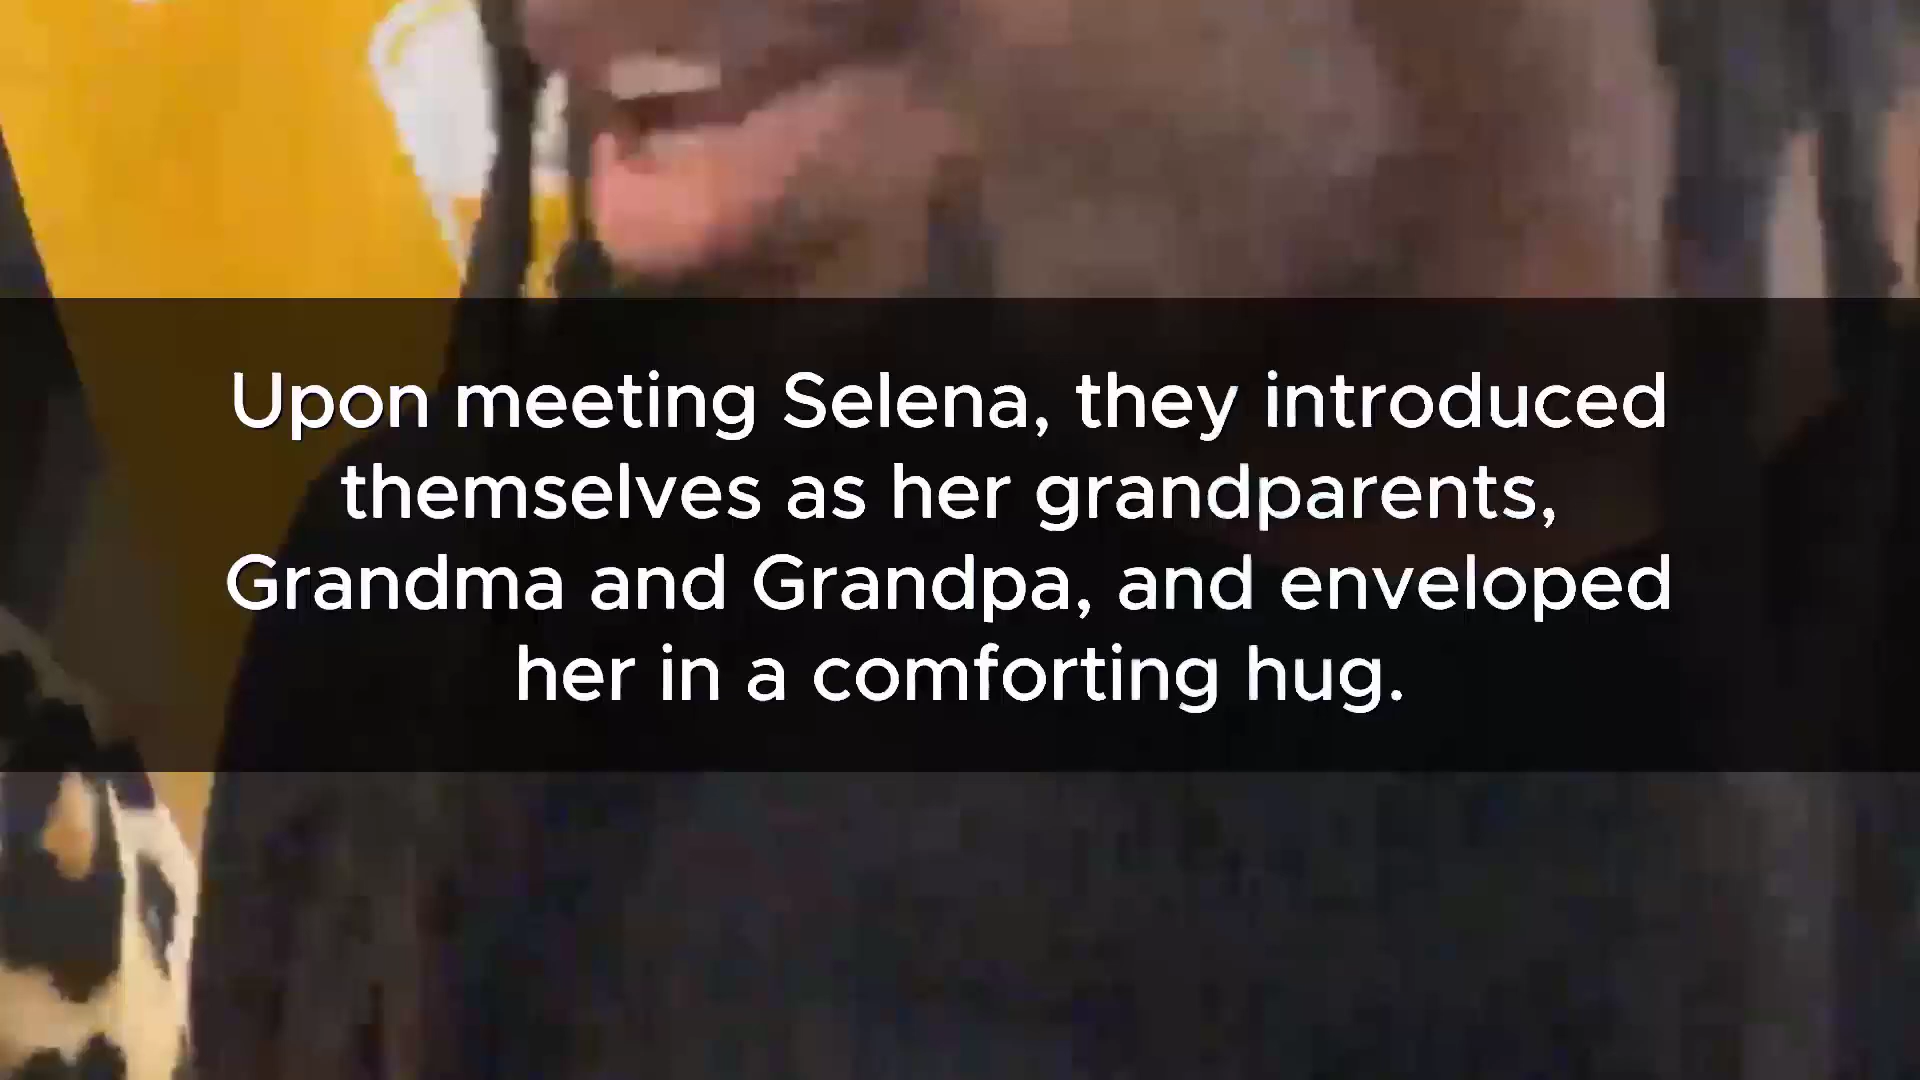 Upon meeting Selena, they introduced
themselves as her grandparents,
Grandma and Grandpa, and enveloped
her in a comforting hug.